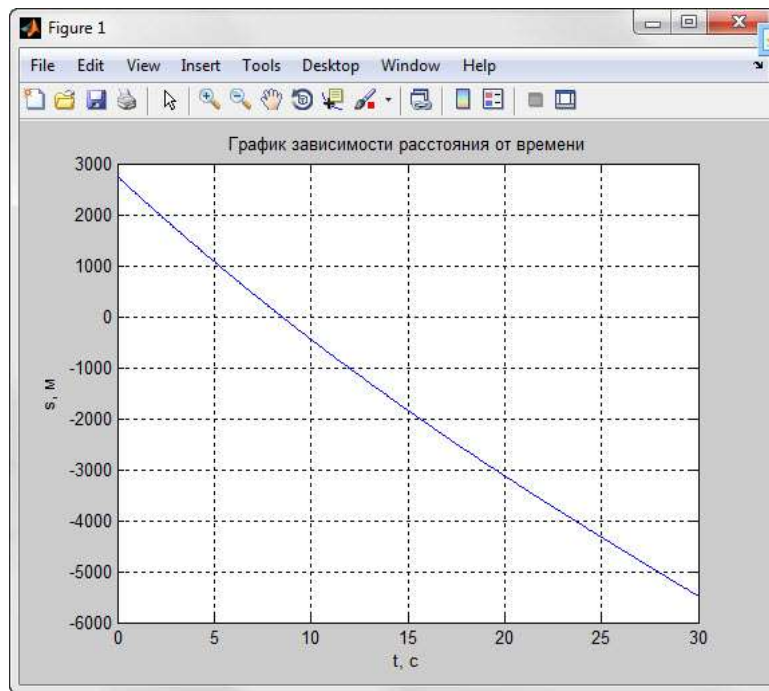 Figure 1
File Edit View Insert Tools Desktop Window Help
График зависимости расстояния от времени
3000
2000
1000
0
-1000
-2000
-3000
-4000
-5000
-6000
s, м
0 5 10 15 20 25 30
t, с